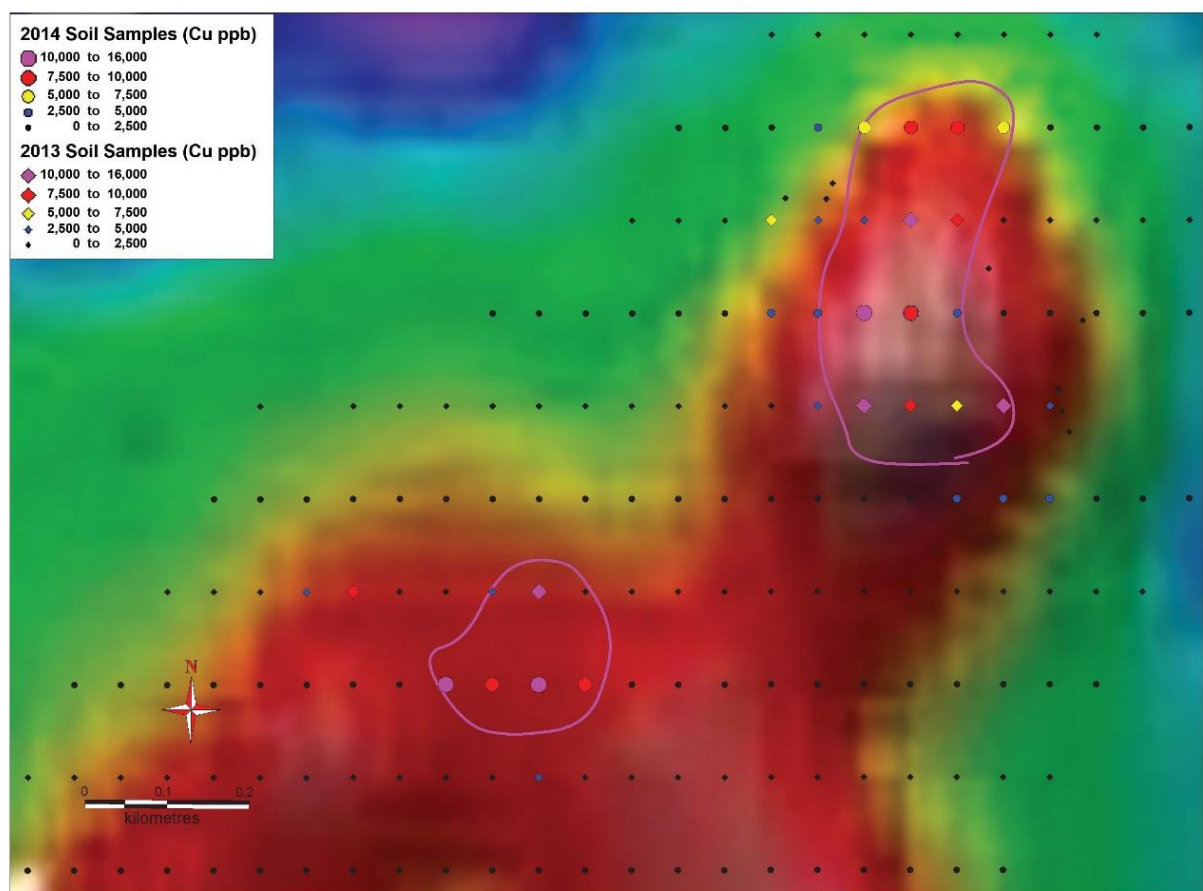 2014 Soil Samples (Cu ppb)
10,000 to 16,000
7,500 to 10,000
5,000 to 7,500
2,500 to 5,000
0 to 2,500
2013 Soil Samples (Cu ppb)
10,000 to 16,000
7,500 to 10,000
5,000 to 7,500
2,500 to 5,000
0 to 2,500
N
0 0.1 0.2
kilometres